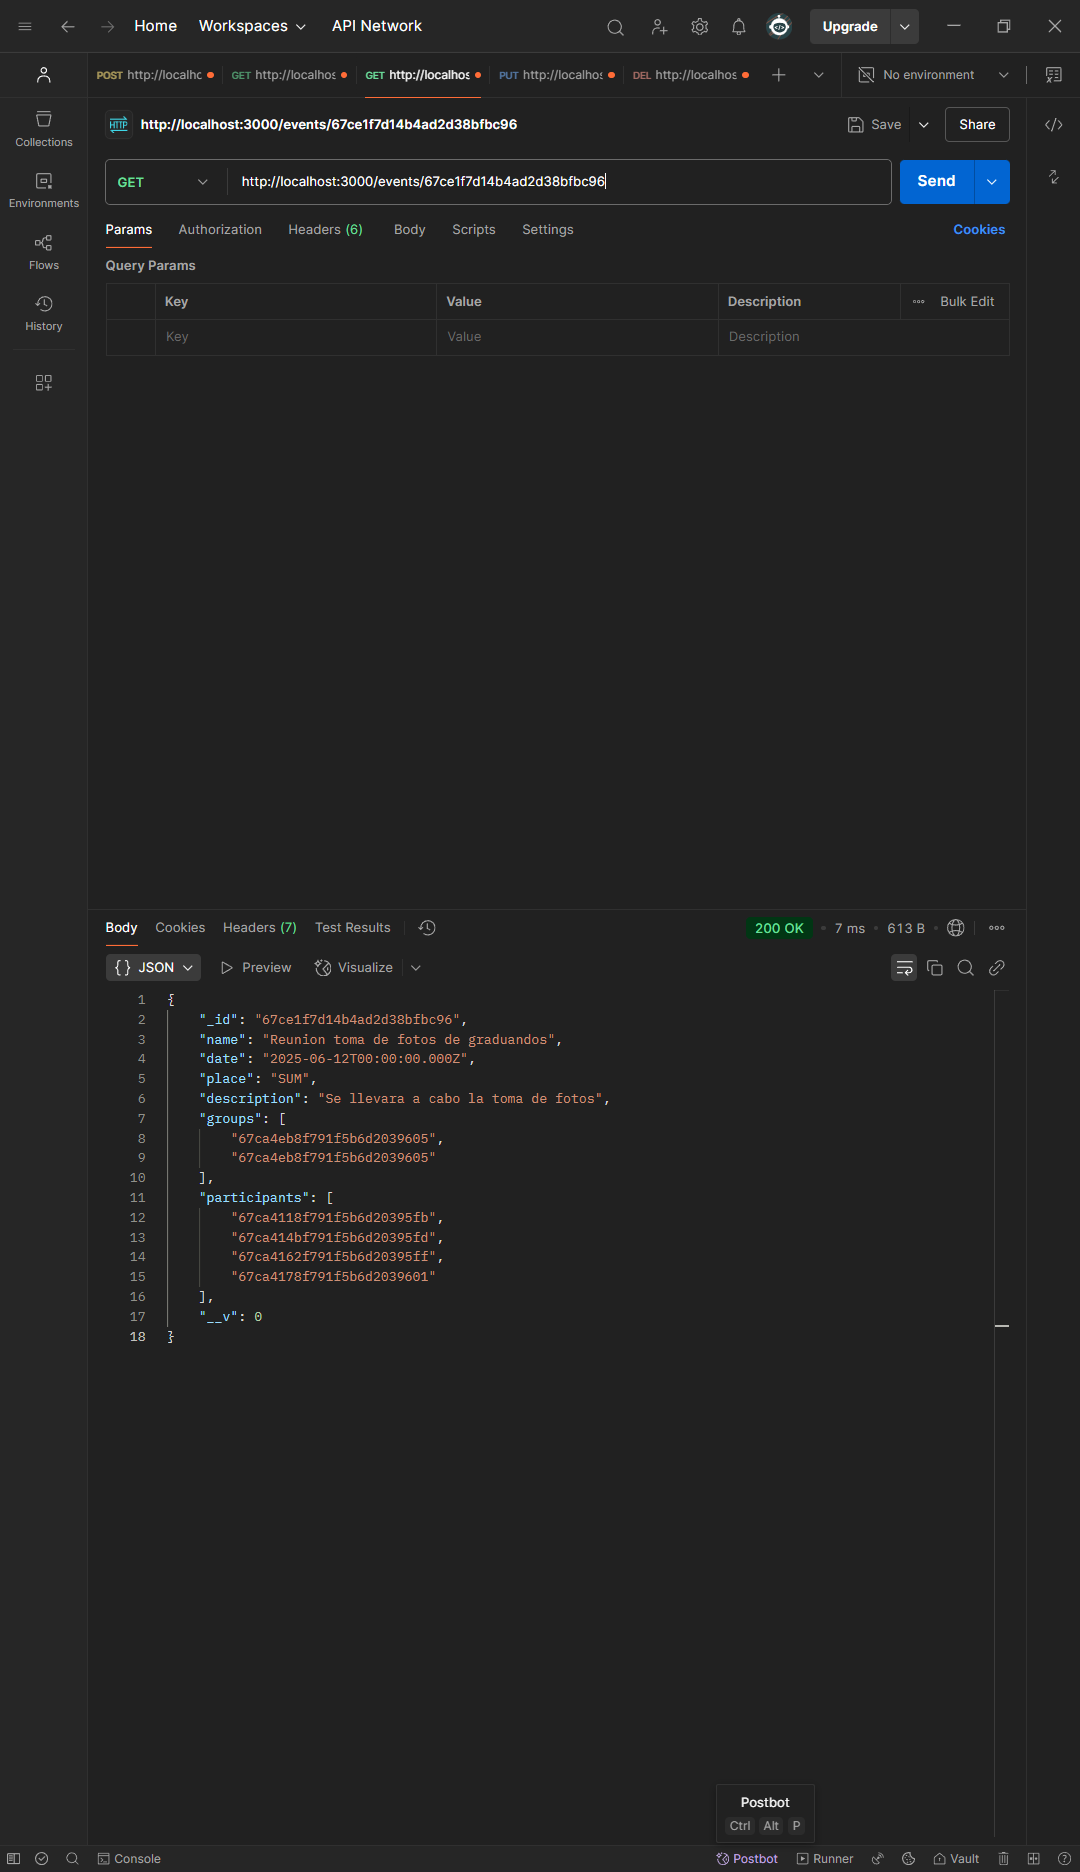 Home Workspaces API Network Upgrade
POST http://localhc GET http://localhos GET http://localhos PUT http://localhos DEL http://localhos No environment
HTTP http://localhost:3000/events/67ce1f7d14b4ad2d38bfbc96 Save Share
Collections
GET http://localhost:3000/events/67ce1f7d14b4ad2d38bfbc96 Send
Environments
Params Authorization Headers (6) Body Scripts Settings Cookies
Flows
Query Params
Key Value Description Bulk Edit
History
Key Value Description
Body Cookies Headers (7) Test Results 200 OK • 7 ms • 613 B
{} JSON Preview Visualize
1 {
2 "_id": "67ce1f7d14b4ad2d38bfbc96",
3 "name": "Reunion toma de fotos de graduandos",
4 "date": "2025-06-12T00:00:00.000Z",
5 "place": "SUM",
6 "description": "Se llevara a cabo la toma de fotos",
7 "groups": [
8 "67ca4eb8f791f5b6d2039605",
9 "67ca4eb8f791f5b6d2039605"
10 ],
11 "participants": [
12 "67ca4118f791f5b6d20395fb",
13 "67ca414bf791f5b6d20395fd",
14 "67ca4162f791f5b6d20395ff",
15 "67ca4178f791f5b6d2039601"
16 ],
17 "__v": 0
18 }
Postbot
Ctrl Alt P
Console Postbot Runner Vault